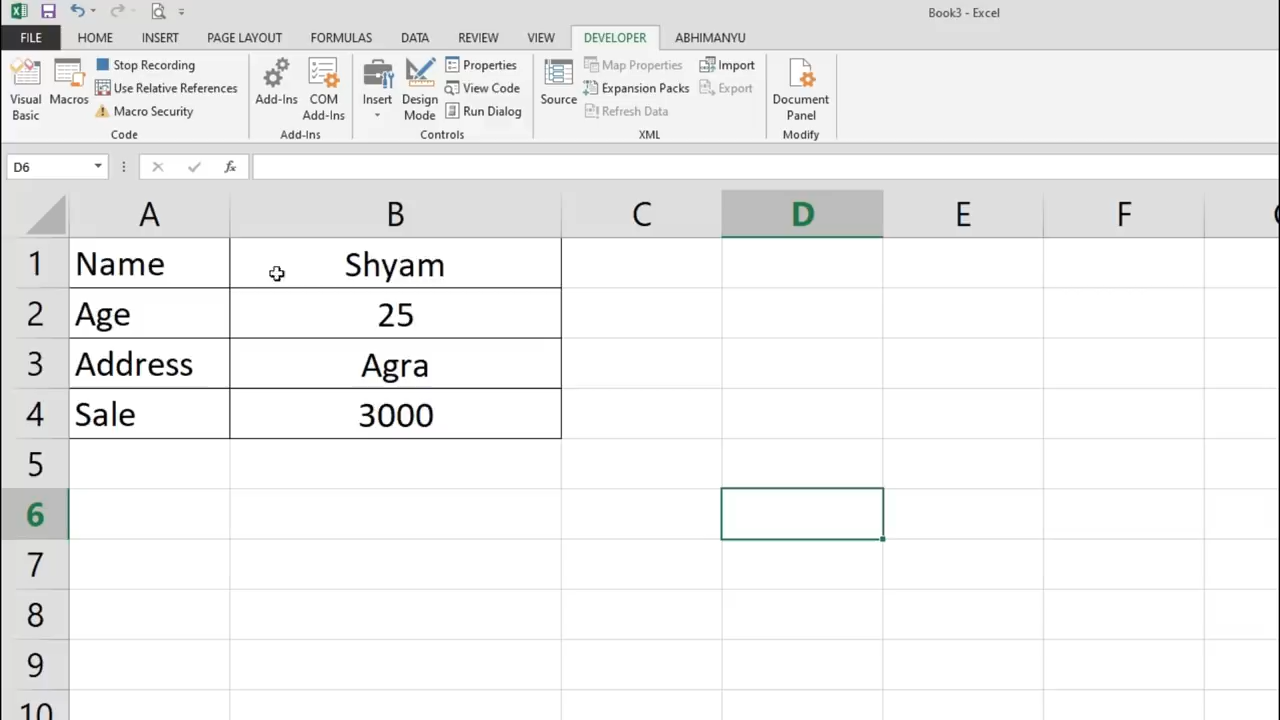 Book3 - Excel
FILE HOME INSERT PAGE LAYOUT FORMULAS DATA REVIEW VIEW DEVELOPER ABHIMANYU
Visual Basic
Macros
Stop Recording
Use Relative References
Macro Security
Code
Add-Ins
COM Add-Ins
Add-Ins
Insert
Design Mode
Properties
View Code
Run Dialog
Controls
Source
Map Properties
Expansion Packs
Refresh Data
Import
Export
XML
Document Panel
Modify
D6
fx
A B C D E F
1 Name Shyam
2 Age 25
3 Address Agra
4 Sale 3000
5
6
7
8
9
10